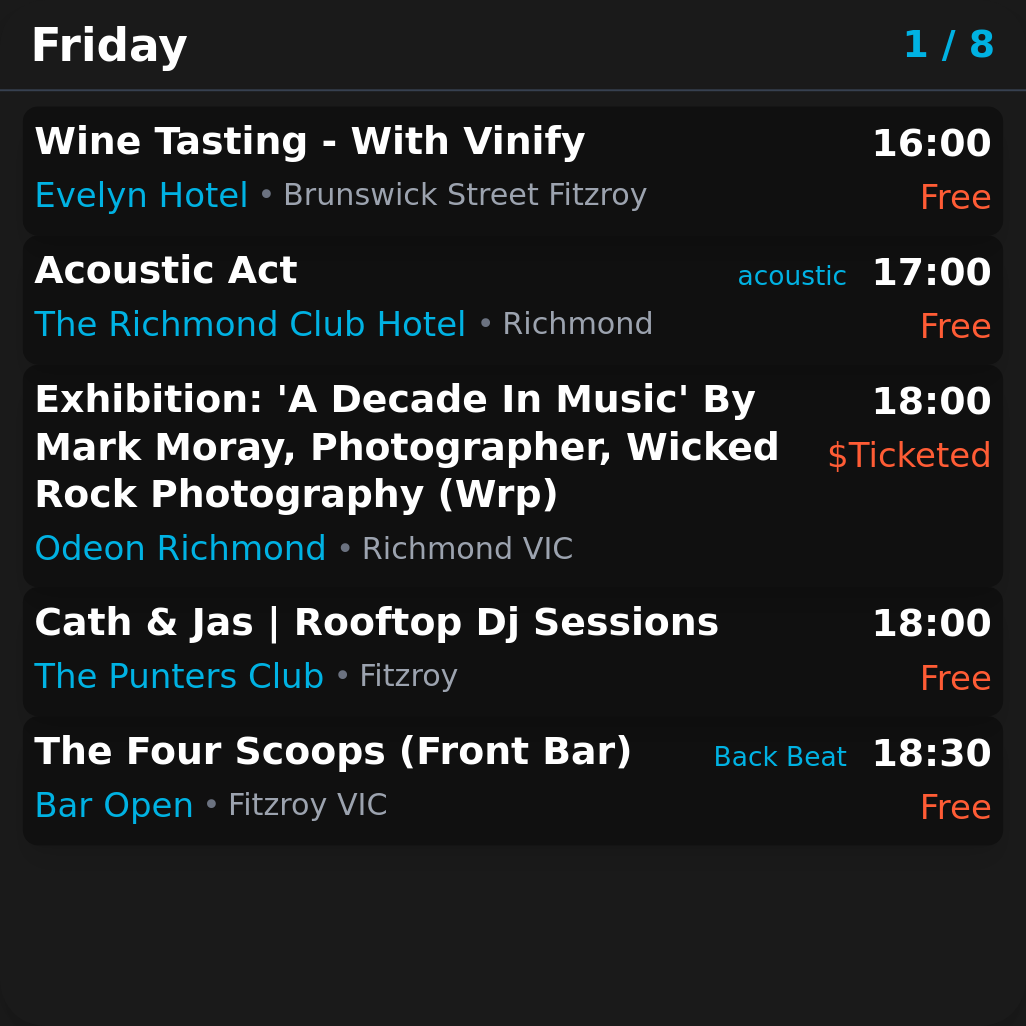 Friday 1 / 8
Wine Tasting - With Vinify 16:00
Evelyn Hotel • Brunswick Street Fitzroy Free
Acoustic Act acoustic 17:00
The Richmond Club Hotel • Richmond Free
Exhibition: 'A Decade In Music' By 18:00
Mark Moray, Photographer, Wicked $Ticketed
Rock Photography (Wrp)
Odeon Richmond • Richmond VIC
Cath & Jas | Rooftop Dj Sessions 18:00
The Punters Club • Fitzroy Free
The Four Scoops (Front Bar) Back Beat 18:30
Bar Open • Fitzroy VIC Free